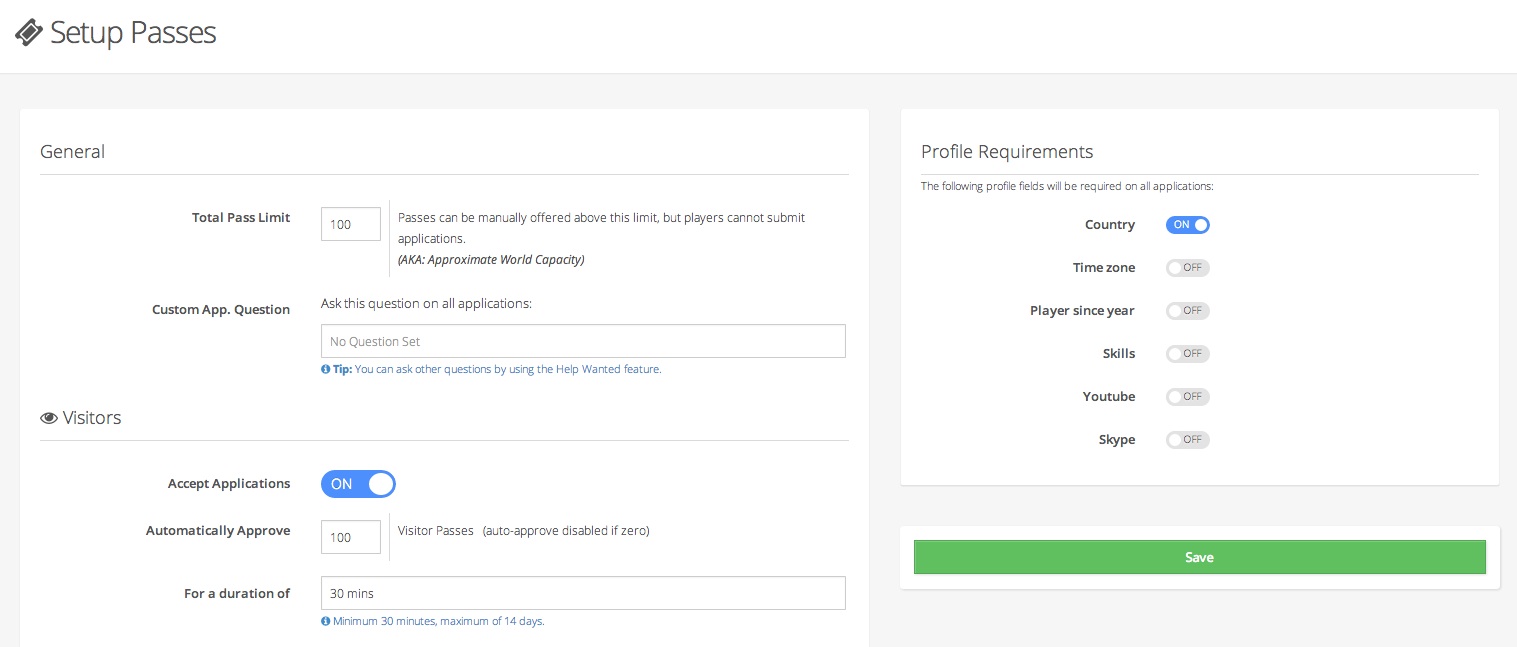 Setup Passes
General
Total Pass Limit
100
Passes can be manually offered above this limit, but players cannot submit
applications.
(AKA: Approximate World Capacity)
Custom App. Question
Ask this question on all applications:
No Question Set
Tip: You can ask other questions by using the Help Wanted feature.
Visitors
Accept Applications
ON
Automatically Approve
100
Visitor Passes (auto-approve disabled if zero)
For a duration of
30 mins
Minimum 30 minutes, maximum of 14 days.
Profile Requirements
The following profile fields will be required on all applications:
Country
ON
Time zone
OFF
Player since year
OFF
Skills
OFF
Youtube
OFF
Skype
OFF
Save